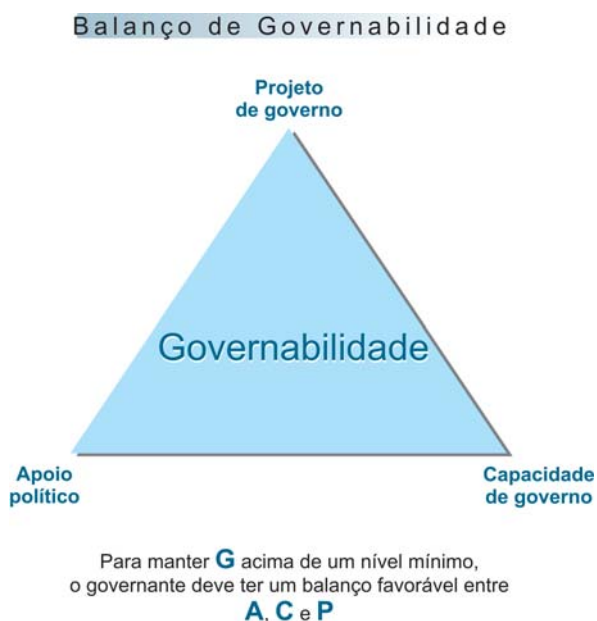 Balanço de Governabilidade
Projeto
de governo
Governabilidade
Apoio
político
Capacidade
de governo
Para manter G acima de um nível mínimo,
o governante deve ter um balanço favorável entre
A, C e P